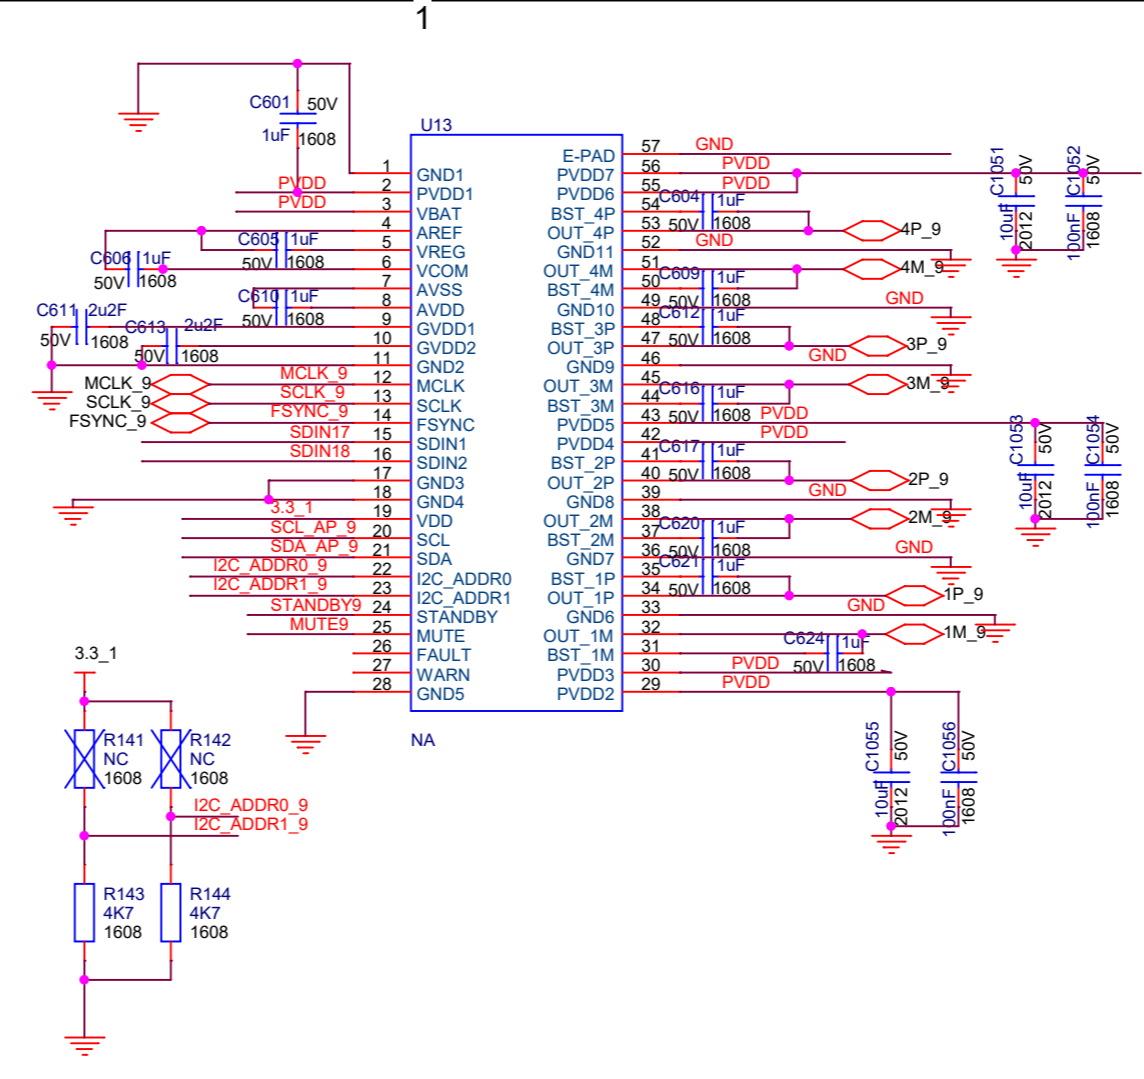 1
C601 50V
1uF 1608
U13
PVDD 1 GND1
2 PVDD1
PVDD 3 VBAT
4 AREF
C605 1uF 5 VREG
C606 1uF 50V 1608 6 VCOM
50V 1608
7 AVSS
C610 1uF 8 AVDD
50V 1608
C611 2u2F 9 GVDD1
50V 1608
C613 2u2F 10 GVDD2
50V 1608
11 GND2
MCLK_9 MCLK_9 12 MCLK
SCLK_9 SCLK_9 13 SCLK
FSYNC_9 FSYNC_9 14 FSYNC
SDIN17 15 SDIN1
SDIN18 16 SDIN2
17 GND3
18 GND4
3.3_1 19 VDD
SCL_AP_9 20 SCL
SDA_AP_9 21 SDA
I2C_ADDR0_9 22 I2C_ADDR0
I2C_ADDR1_9 23 I2C_ADDR1
STANDBY9 24 STANDBY
MUTE9 25 MUTE
26 FAULT
27 WARN
28 GND5
NA
E-PAD 57 GND
PVDD7 56 PVDD
PVDD6 55 PVDD
BST_4P 54 C604 1uF
OUT_4P 53 50V 1608 4P_9
GND11 52 GND
OUT_4M 51 4M_9
BST_4M 50 C609 1uF
GND10 49 50V 1608 GND
BST_3P 48 C612 1uF
OUT_3P 47 50V 1608 3P_9
GND9 46 GND
OUT_3M 45 3M_9
BST_3M 44 C616 1uF
PVDD5 43 50V 1608 PVDD
PVDD4 42 PVDD
BST_2P 41 C617 1uF
OUT_2P 40 50V 1608 2P_9
GND8 39 GND
OUT_2M 38 2M_9
BST_2M 37 C620 1uF
GND7 36 50V 1608 GND
BST_1P 35 C621 1uF
OUT_1P 34 50V 1608 1P_9
GND6 33 GND
OUT_1M 32 1M_9
BST_1M 31 C624 1uF
50V 1608
PVDD3 30 PVDD
PVDD2 29 PVDD
C1051 50V
10uF 2012
C1052 50V
100nF 1608
C1053 50V
10uF 2012
C1054 50V
100nF 1608
C1055 50V
10uF 2012
C1056 50V
100nF 1608
3.3_1
R141
NC
1608
R142
NC
1608
I2C_ADDR0_9
I2C_ADDR1_9
R143
4K7
1608
R144
4K7
1608